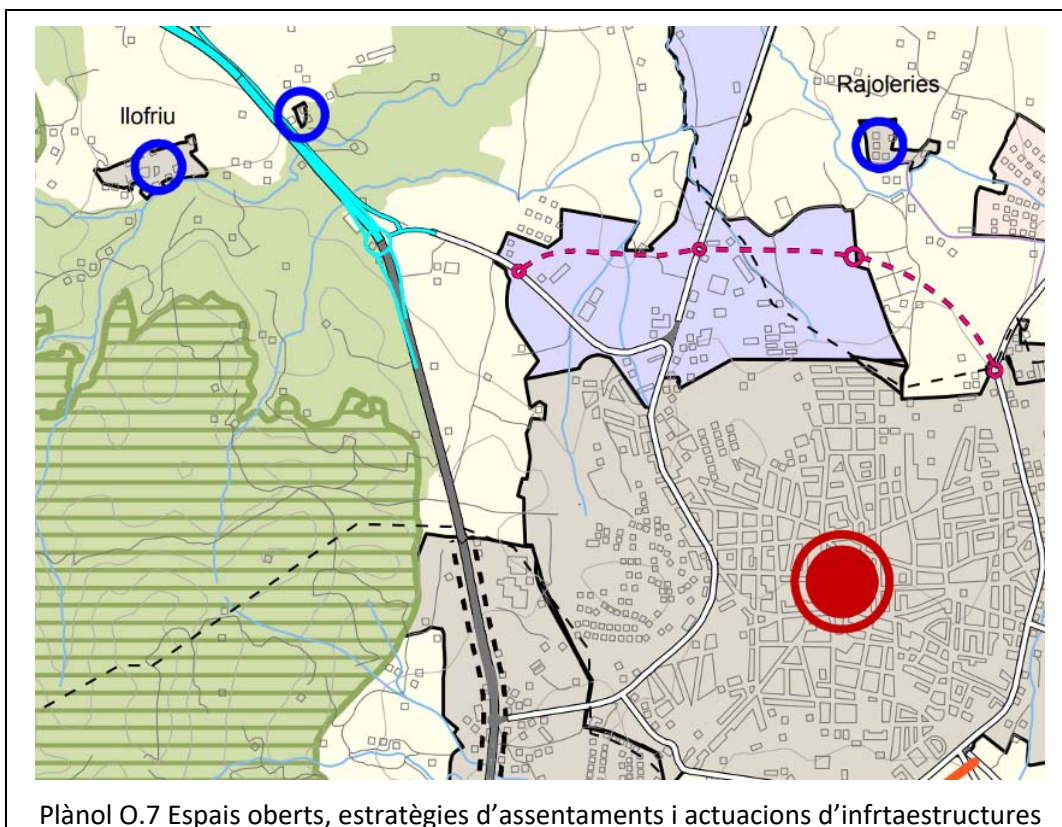 llofriu
Rajoleries
Plànol O.7 Espais oberts, estratègies d’assentaments i actuacions d’infrtaestructures